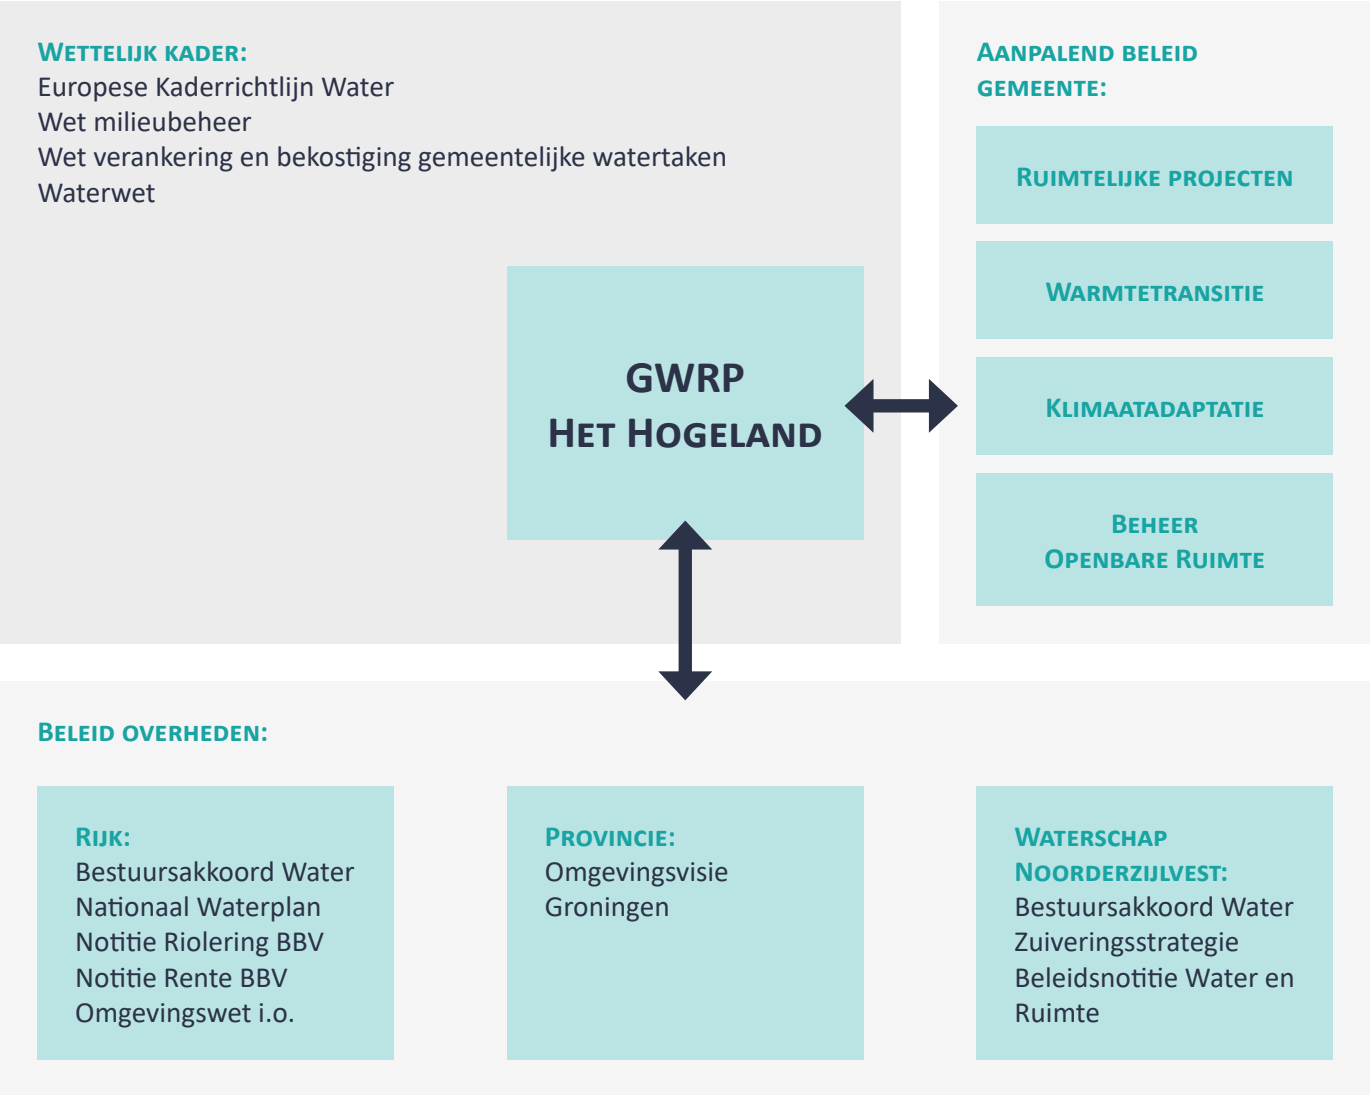 Wettelijk kader:
Europese Kaderrichtlijn Water
Wet milieubeheer
Wet verankering en bekostiging gemeentelijke watertaken
Waterwet
GWRP
Het Hogeland
Aanpalend beleid
gemeente:
Ruimtelijke projecten
Warmtetransitie
Klimaatadaptatie
Beheer
Openbare Ruimte
Beleid overheden:
Rijk:
Bestuursakkoord Water
Nationaal Waterplan
Notitie Riolering BBV
Notitie Rente BBV
Omgevingswet i.o.
Provincie:
Omgevingsvisie
Groningen
Waterschap
Noorderzijlvest:
Bestuursakkoord Water
Zuiveringsstrategie
Beleidsnotitie Water en
Ruimte